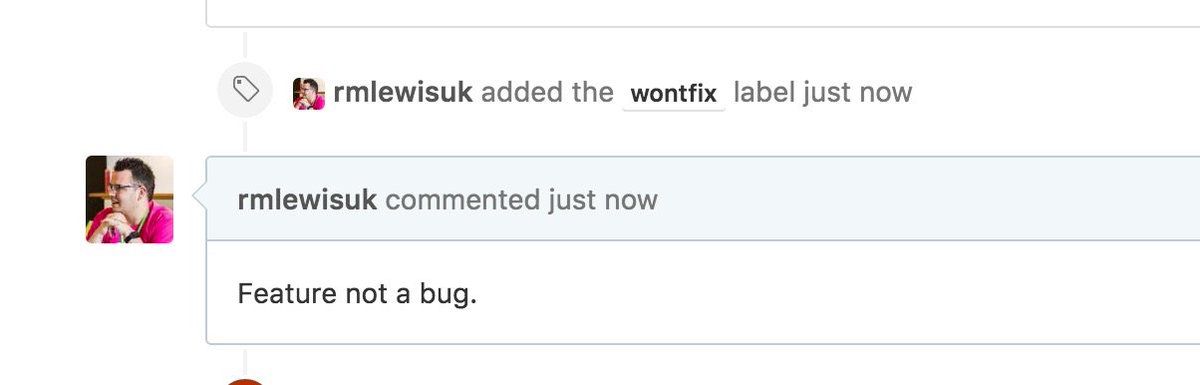 rmlewisuk added the wontfix label just now
rmlewisuk commented just now
Feature not a bug.